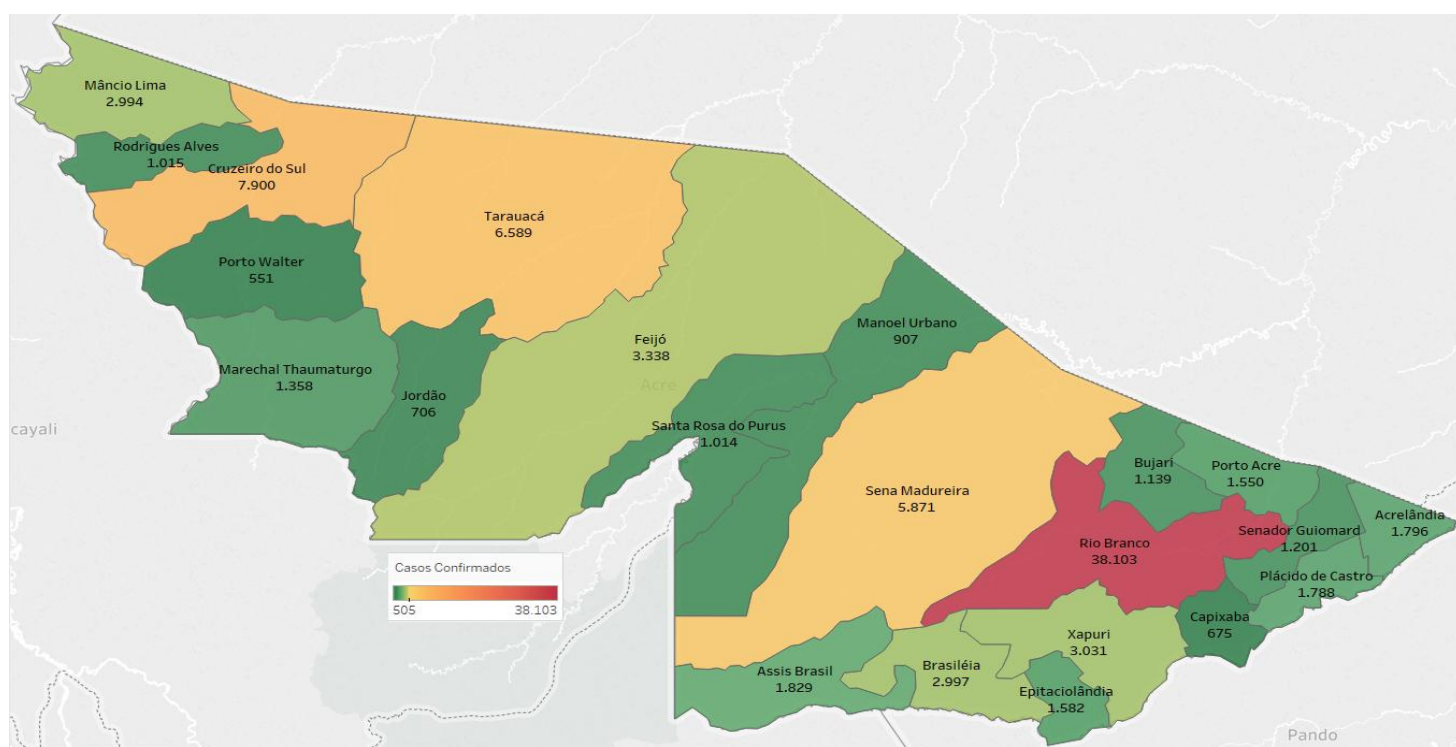 Mâncio Lima
2.994
Rodrigues Alves
1.015
Cruzeiro do Sul
7.900
Tarauacá
6.589
Porto Walter
551
Marechal Thaumaturgo
1.358
Jordão
706
Feijó
3.338
Acre
Manoel Urbano
907
Santa Rosa do Purus
1.014
cayali
Sena Madureira
5.871
Bujari
1.139
Porto Acre
1.550
Acrelândia
1.796
Senador Guiomard
1.201
Rio Branco
38.103
Plácido de Castro
1.788
Capixaba
675
Xapuri
3.031
Brasiléia
2.997
Assis Brasil
1.829
Epitaciolândia
1.582
Casos Confirmados
505 38.103
Pando